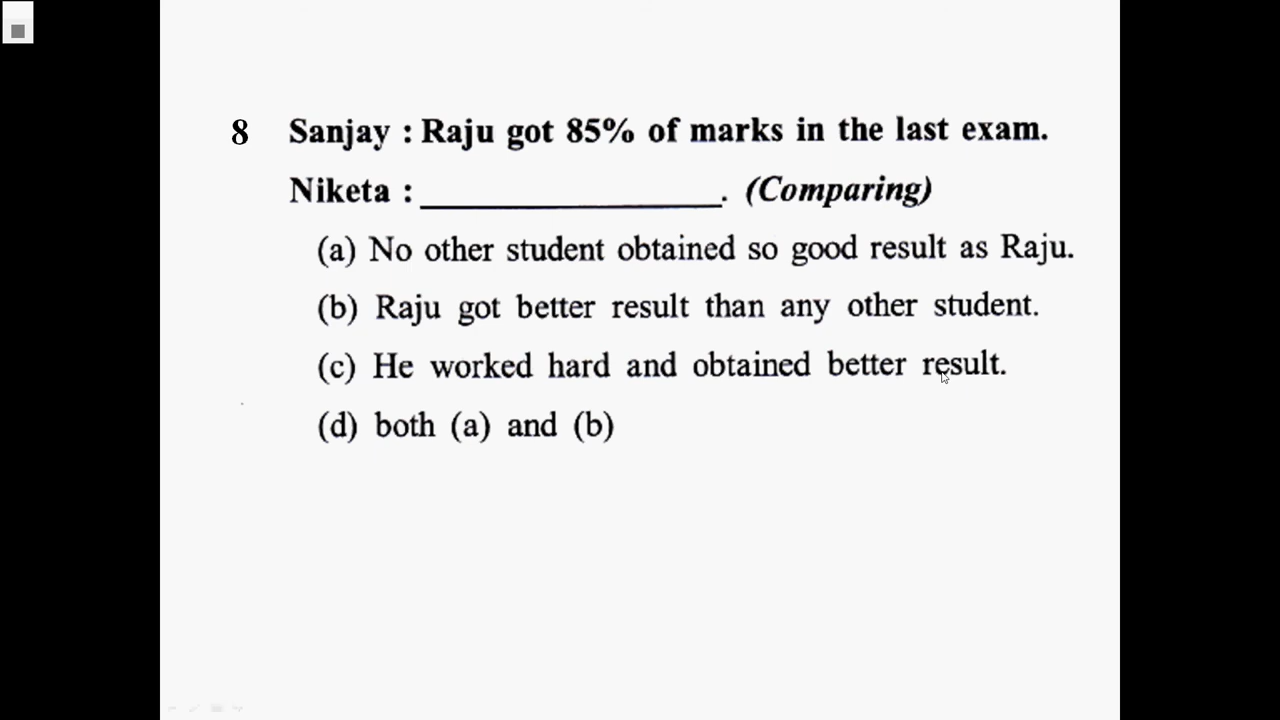 8 Sanjay : Raju got 85% of marks in the last exam.
Niketa : ____________________. (Comparing)
(a) No other student obtained so good result as Raju.
(b) Raju got better result than any other student.
(c) He worked hard and obtained better result.
(d) both (a) and (b)